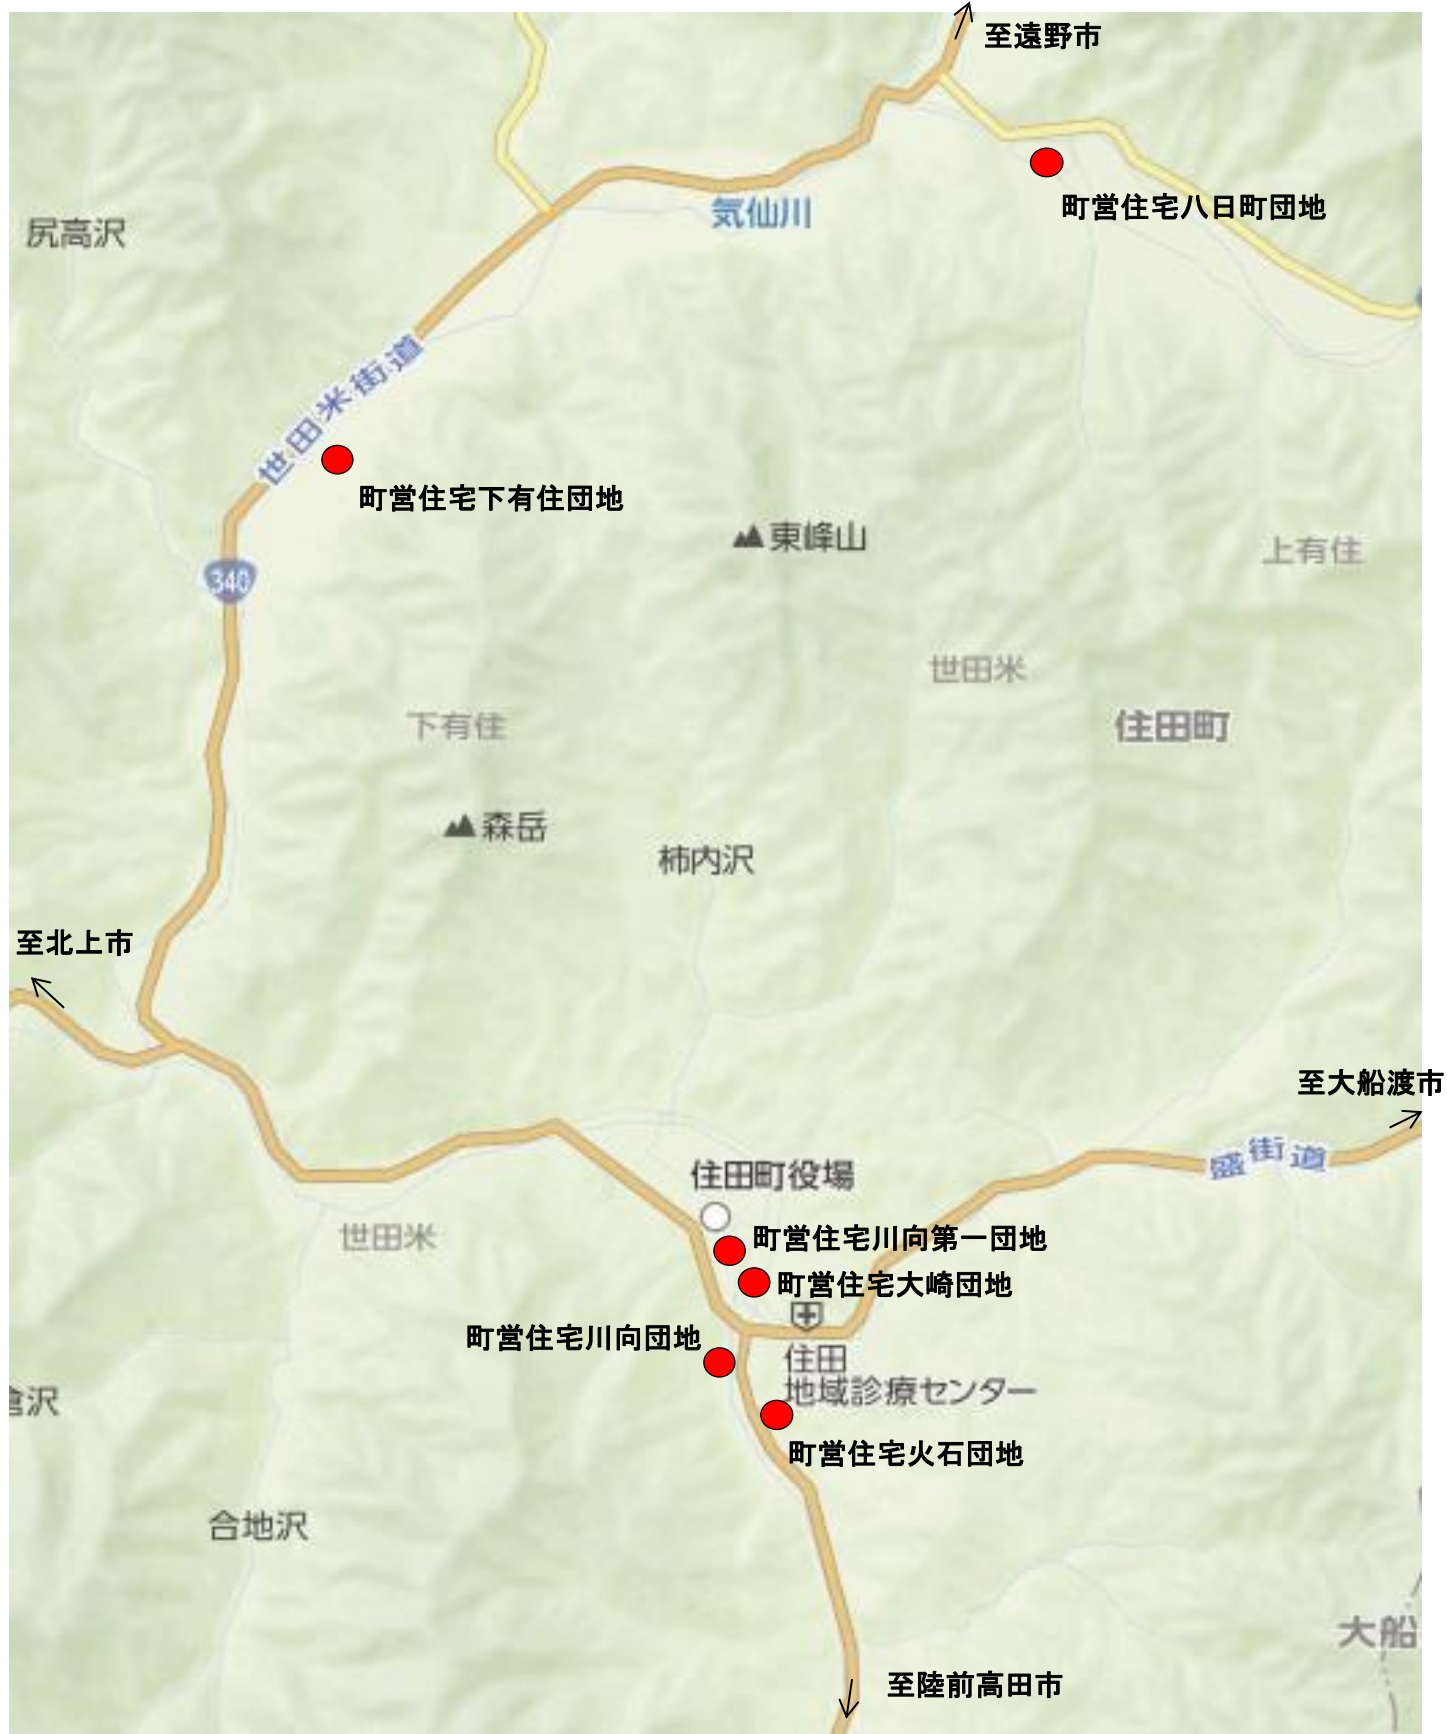 至遠野市
町営住宅八日町団地
気仙川
尻高沢
世田米街道
町営住宅下有住団地
東峰山
上有住
340
世田米
下有住
住田町
森岳
柿内沢
至北上市
至大船渡市
盛街道
住田町役場
世田米
町営住宅川向第一団地
町営住宅大崎団地
町営住宅川向団地
住田
地域診療センター
沢
町営住宅火石団地
合地沢
大船
至陸前高田市